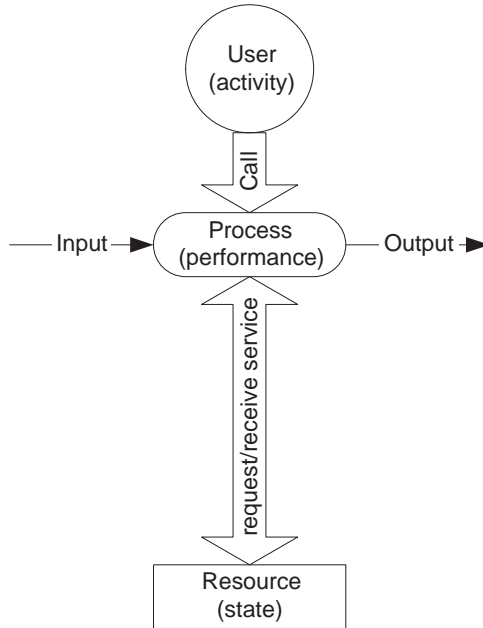 User
(activity)
Call
Process
(performance)
Input
Output
request/receive service
Resource
(state)